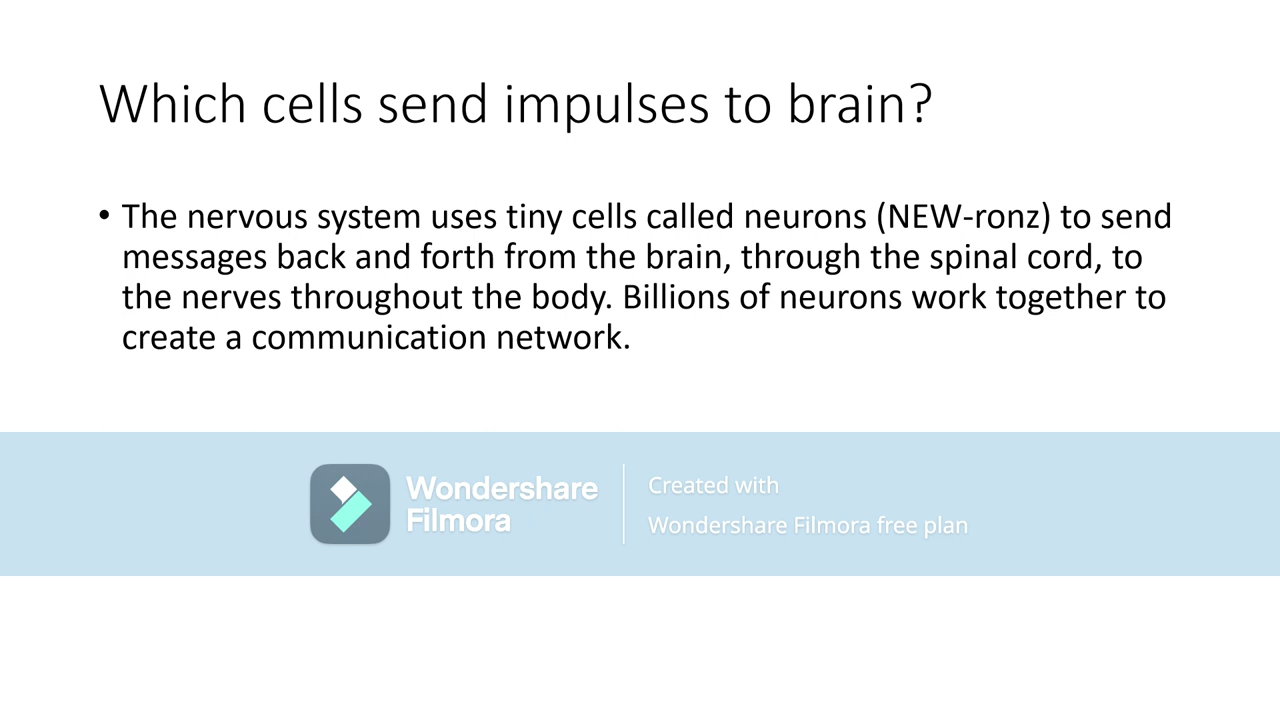 Which cells send impulses to brain?
• The nervous system uses tiny cells called neurons (NEW-ronz) to send
messages back and forth from the brain, through the spinal cord, to
the nerves throughout the body. Billions of neurons work together to
create a communication network.
Wondershare
Filmora
Created with
Wondershare Filmora free plan